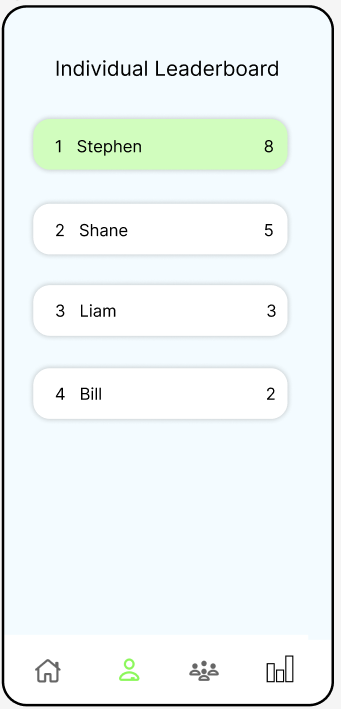 Individual Leaderboard
1 Stephen 8
2 Shane 5
3 Liam 3
4 Bill 2